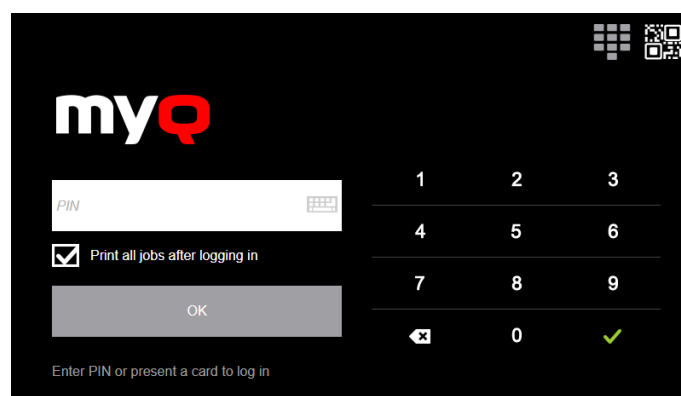 myQ
PIN
Print all jobs after logging in
OK
Enter PIN or present a card to log in
1 2 3
4 5 6
7 8 9
0